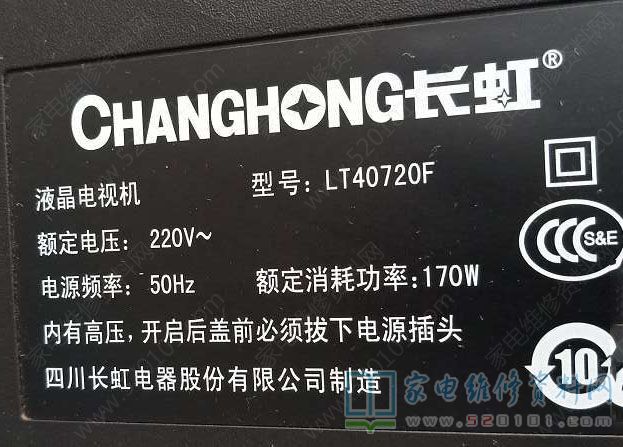 CHANGHONG长虹®
液晶电视机 型号：LT40720F
额定电压：220V~
电源频率：50Hz 额定消耗功率：170W
内有高压，开启后盖前必须拔下电源插头
四川长虹电器股份有限公司制造
CCC S&E
10
家电维修资料网
www.520101.com